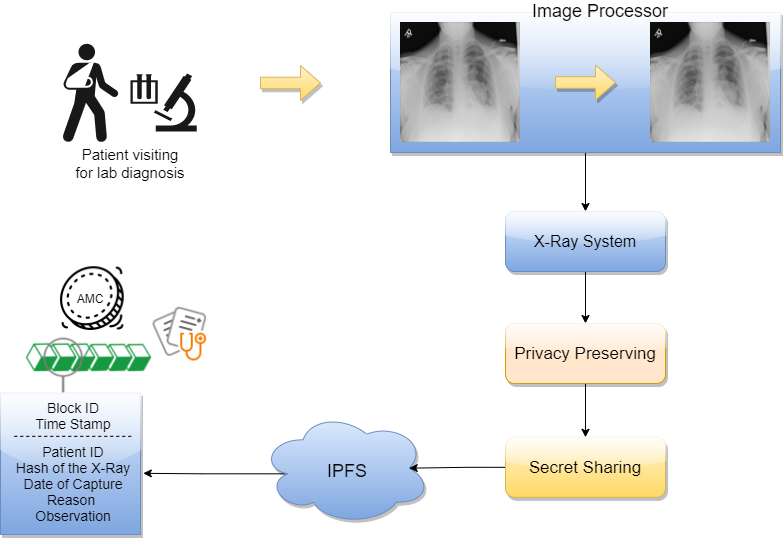 Image Processor
Patient visiting
for lab diagnosis
X-Ray System
AMC
Privacy Preserving
Block ID
Time Stamp
Patient ID
Hash of the X-Ray
Date of Capture
Reason
Observation
IPFS
Secret Sharing